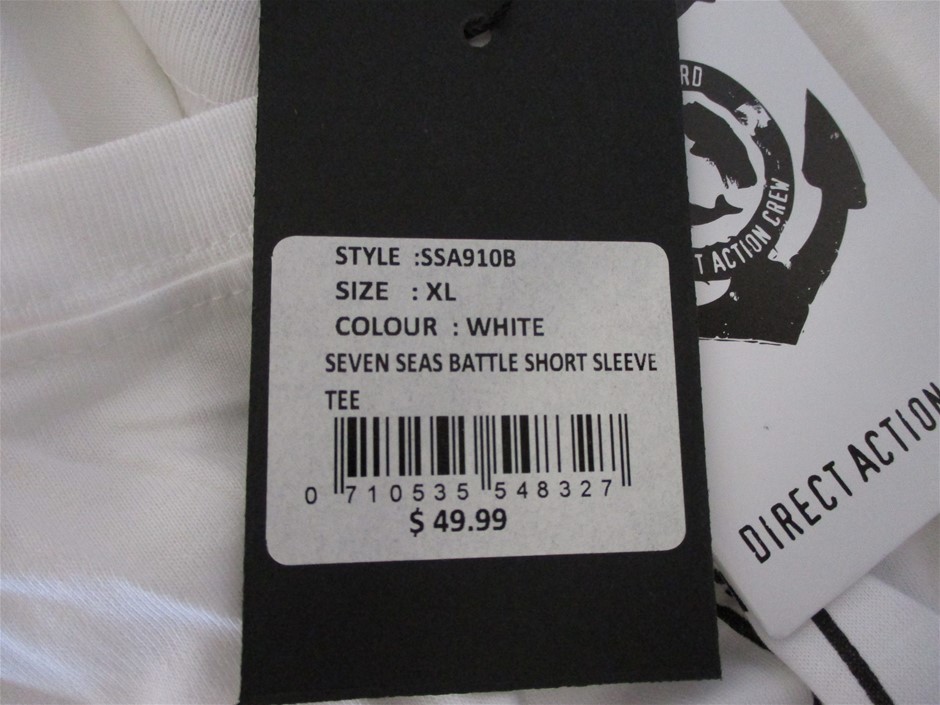 STYLE :SSA910B
SIZE : XL
COLOUR : WHITE
SEVEN SEAS BATTLE SHORT SLEEVE
TEE
0 710535 548327
$ 49.99
RD
T ACTION CREW
DIRECT ACTION